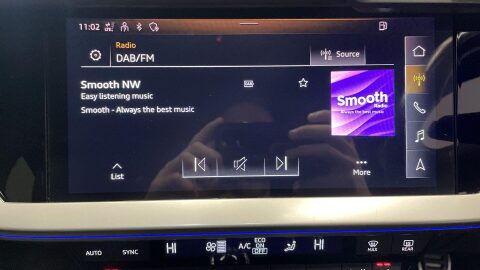 11:02
Radio
DAB/FM
Source
Smooth NW
DAB
Easy listening music
Smooth - Always the best music
Smooth
Radio
Always the best music
List
More
AUTO
SYNC
HI
A/C
ECO
ON
OFF
HI
MAX
REAR